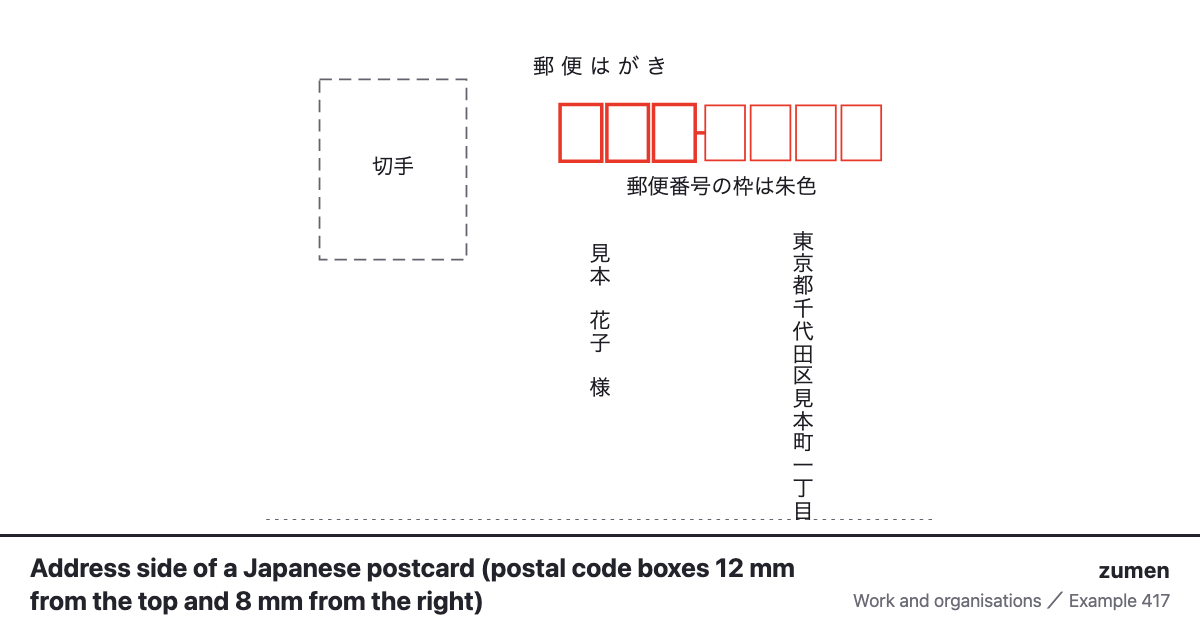 郵便はがき
切手
郵便番号の枠は朱色
東京都千代田区見本町一丁目
見本　花子　様
Address side of a Japanese postcard (postal code boxes 12 mm
from the top and 8 mm from the right)
zumen
Work and organisations ／ Example 417